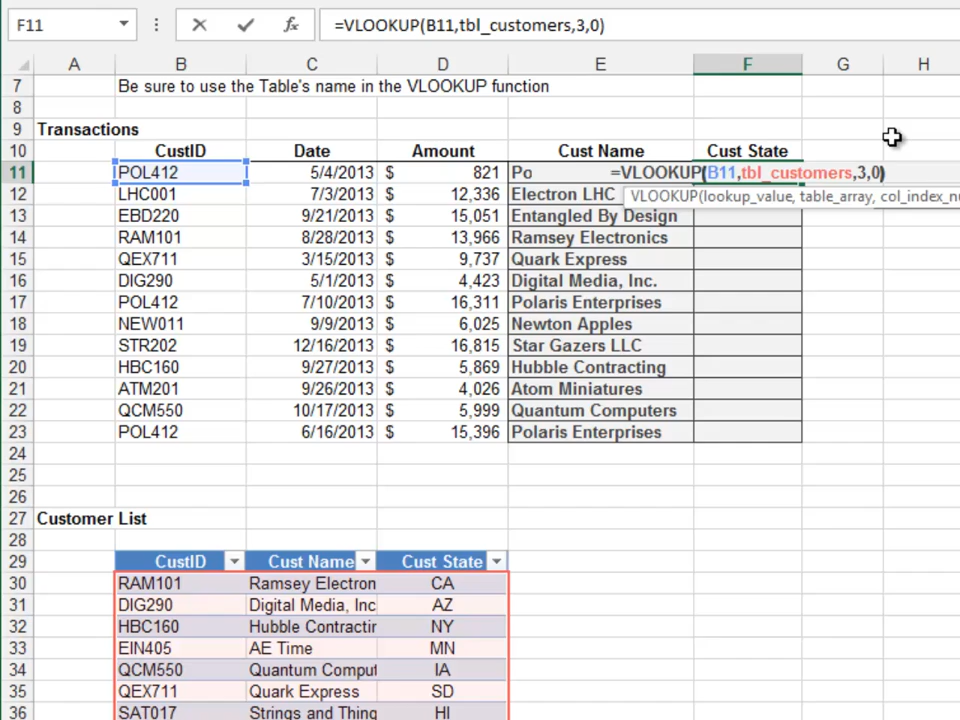 F11 fx =VLOOKUP(B11,tbl_customers,3,0)
A B C D E F G H
7 Be sure to use the Table's name in the VLOOKUP function
8
9 Transactions
10 CustID Date Amount Cust Name Cust State
11 POL412 5/4/2013 $ 821 Po =VLOOKUP(B11,tbl_customers,3,0)
12 LHC001 7/3/2013 $ 12,336 Electron LHC VLOOKUP(lookup_value, table_array, col_index_nu
13 EBD220 9/21/2013 $ 15,051 Entangled By Design
14 RAM101 8/28/2013 $ 13,966 Ramsey Electronics
15 QEX711 3/15/2013 $ 9,737 Quark Express
16 DIG290 5/1/2013 $ 4,423 Digital Media, Inc.
17 POL412 7/10/2013 $ 16,311 Polaris Enterprises
18 NEW011 9/9/2013 $ 6,025 Newton Apples
19 STR202 12/16/2013 $ 16,815 Star Gazers LLC
20 HBC160 9/27/2013 $ 5,869 Hubble Contracting
21 ATM201 9/26/2013 $ 4,026 Atom Miniatures
22 QCM550 10/17/2013 $ 5,999 Quantum Computers
23 POL412 6/16/2013 $ 15,396 Polaris Enterprises
24
25
26
27 Customer List
28
29 CustID Cust Name Cust State
30 RAM101 Ramsey Electron CA
31 DIG290 Digital Media, Inc AZ
32 HBC160 Hubble Contractin NY
33 EIN405 AE Time MN
34 QCM550 Quantum Comput IA
35 QEX711 Quark Express SD
36 SAT017 Strings and Thing HI